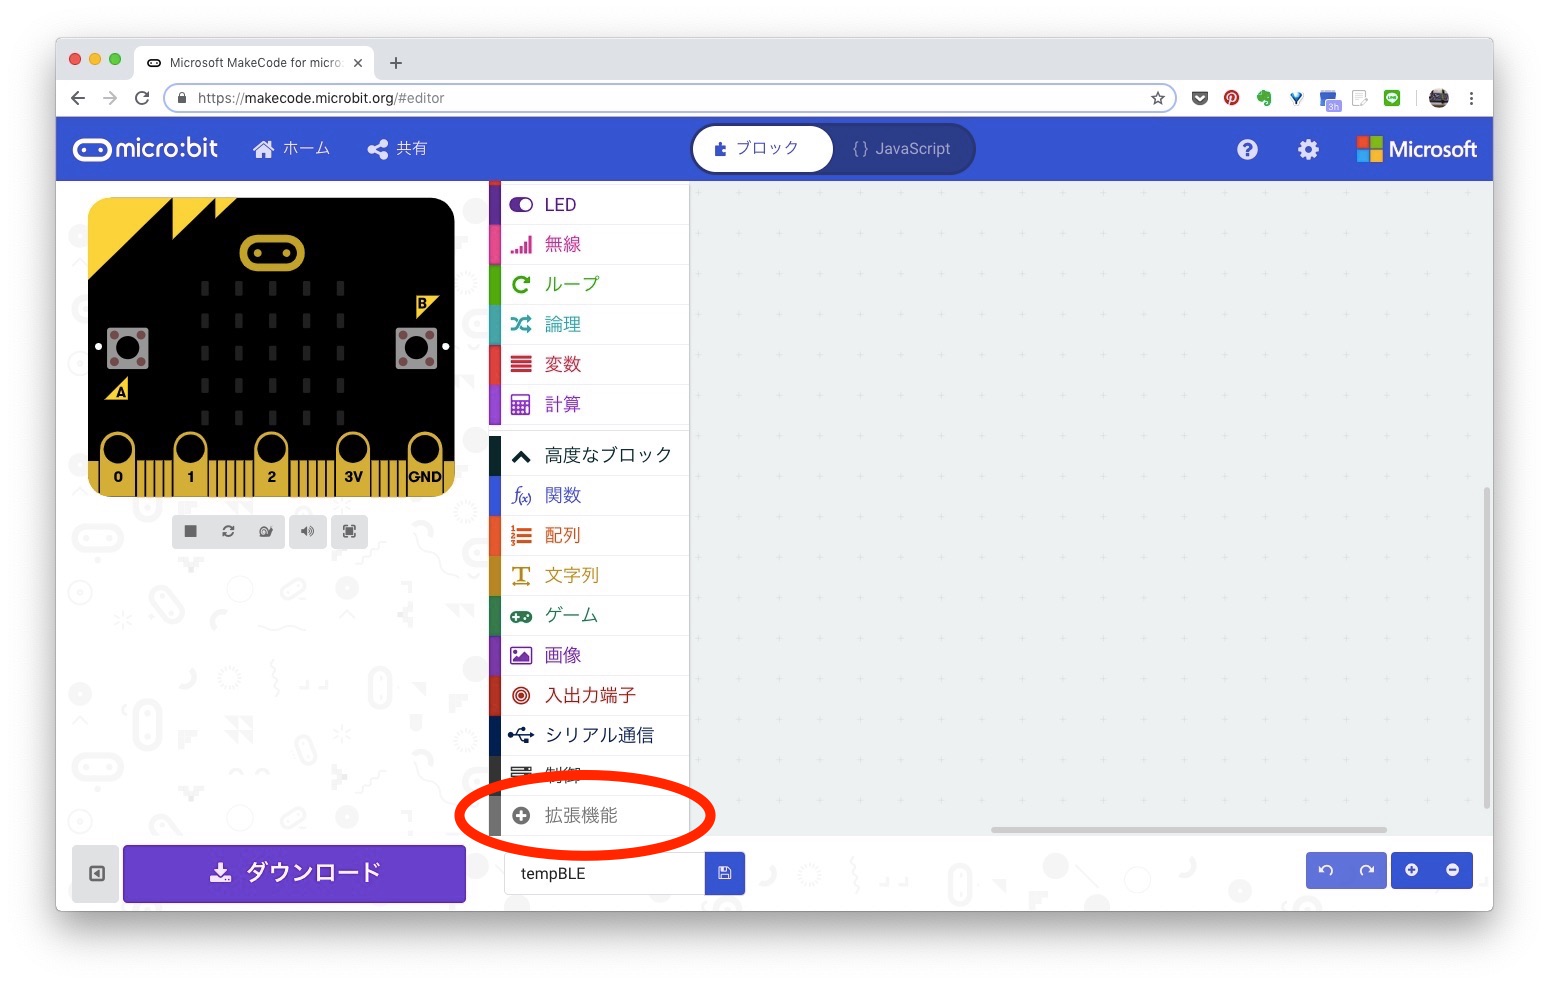 Microsoft MakeCode for micro:
https://makecode.microbit.org/#editor
3h
LINE
micro:bit
ホーム
共有
ブロック
{ } JavaScript
Microsoft
LED
無線
ループ
論理
変数
計算
高度なブロック
f(x) 関数
配列
文字列
ゲーム
画像
入出力端子
シリアル通信
制御
拡張機能
B
A
0
1
2
3V
GND
ダウンロード
tempBLE